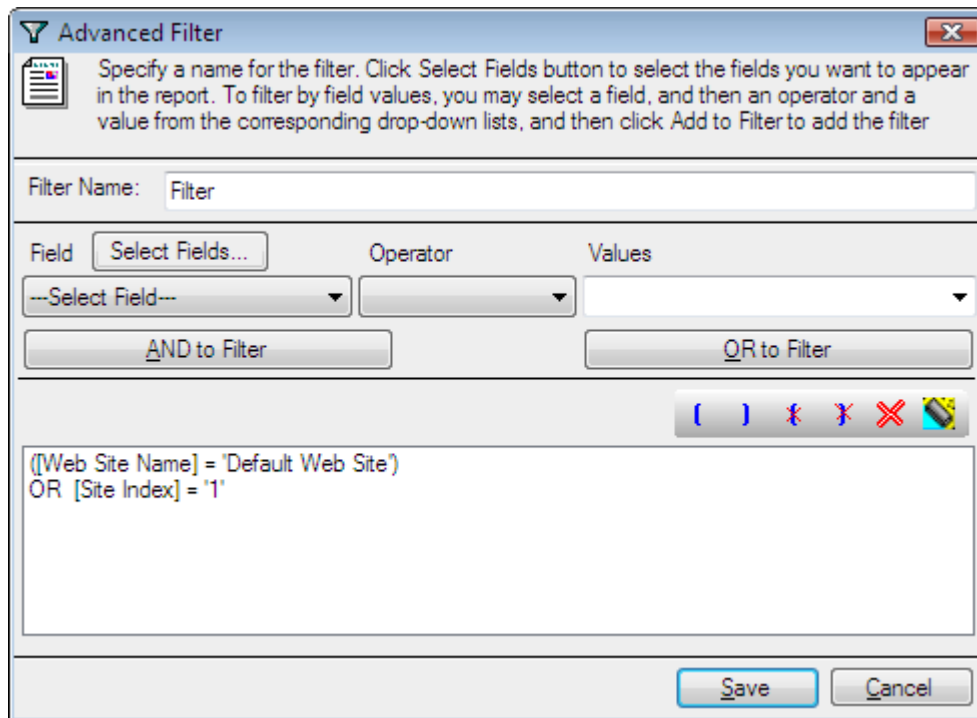 Advanced Filter
Specify a name for the filter. Click Select Fields button to select the fields you want to appear
in the report. To filter by field values, you may select a field, and then an operator and a
value from the corresponding drop-down lists, and then click Add to Filter to add the filter
Filter Name: Filter
Field Select Fields... Operator Values
---Select Field---
AND to Filter OR to Filter
( ) ( )
([Web Site Name] = 'Default Web Site')
OR [Site Index] = '1'
Save Cancel